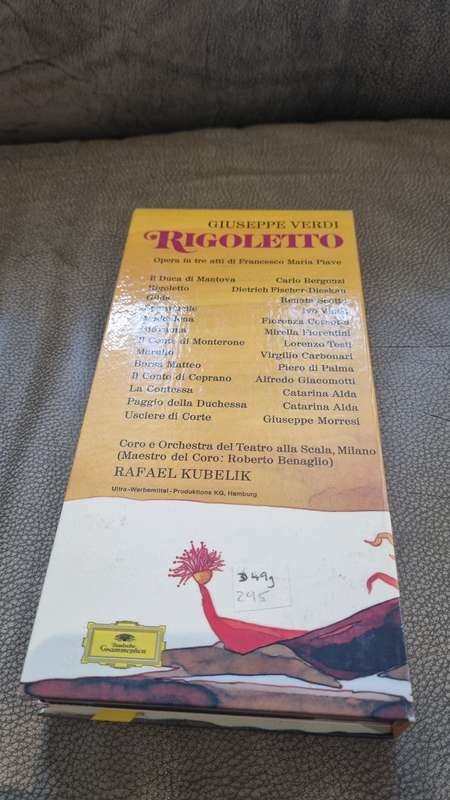 GIUSEPPE VERDI
RIGOLETTO
Opera in tre atti di Francesco Maria Piave
Il Duca di Mantova Carlo Bergonzi
Rigoletto Dietrich Fischer-Dieskau
Gilda Renata Scotto
Ivo Vinco
Maddalena Fiorenza Cossotto
Giovanna Mirella Fiorentini
Il Conte di Monterone Lorenzo Testi
Marullo Virgilio Carbonari
Borsa Matteo Piero di Palma
Il Conte di Ceprano Alfredo Giacomotti
La Contessa Catarina Alda
Paggio della Duchessa Catarina Alda
Usciere di Corte Giuseppe Morresi
Coro e Orchestra del Teatro alla Scala, Milano
(Maestro del Coro: Roberto Benaglio)
RAFAEL KUBELIK
Ultra-Werbemittel-Produktions KG, Hamburg
295
Deutsche
Grammophon